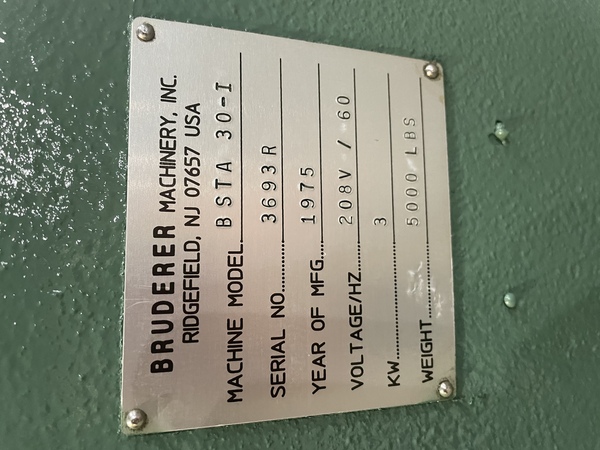 BRUDERER MACHINERY, INC.
RIDGEFIELD, NJ 07657 USA
MACHINE MODEL BSTA 30-I
SERIAL NO. 3693R
YEAR OF MFG. 1975
VOLTAGE/HZ. 208V / 60
KW. 3
WEIGHT. 5000 LBS